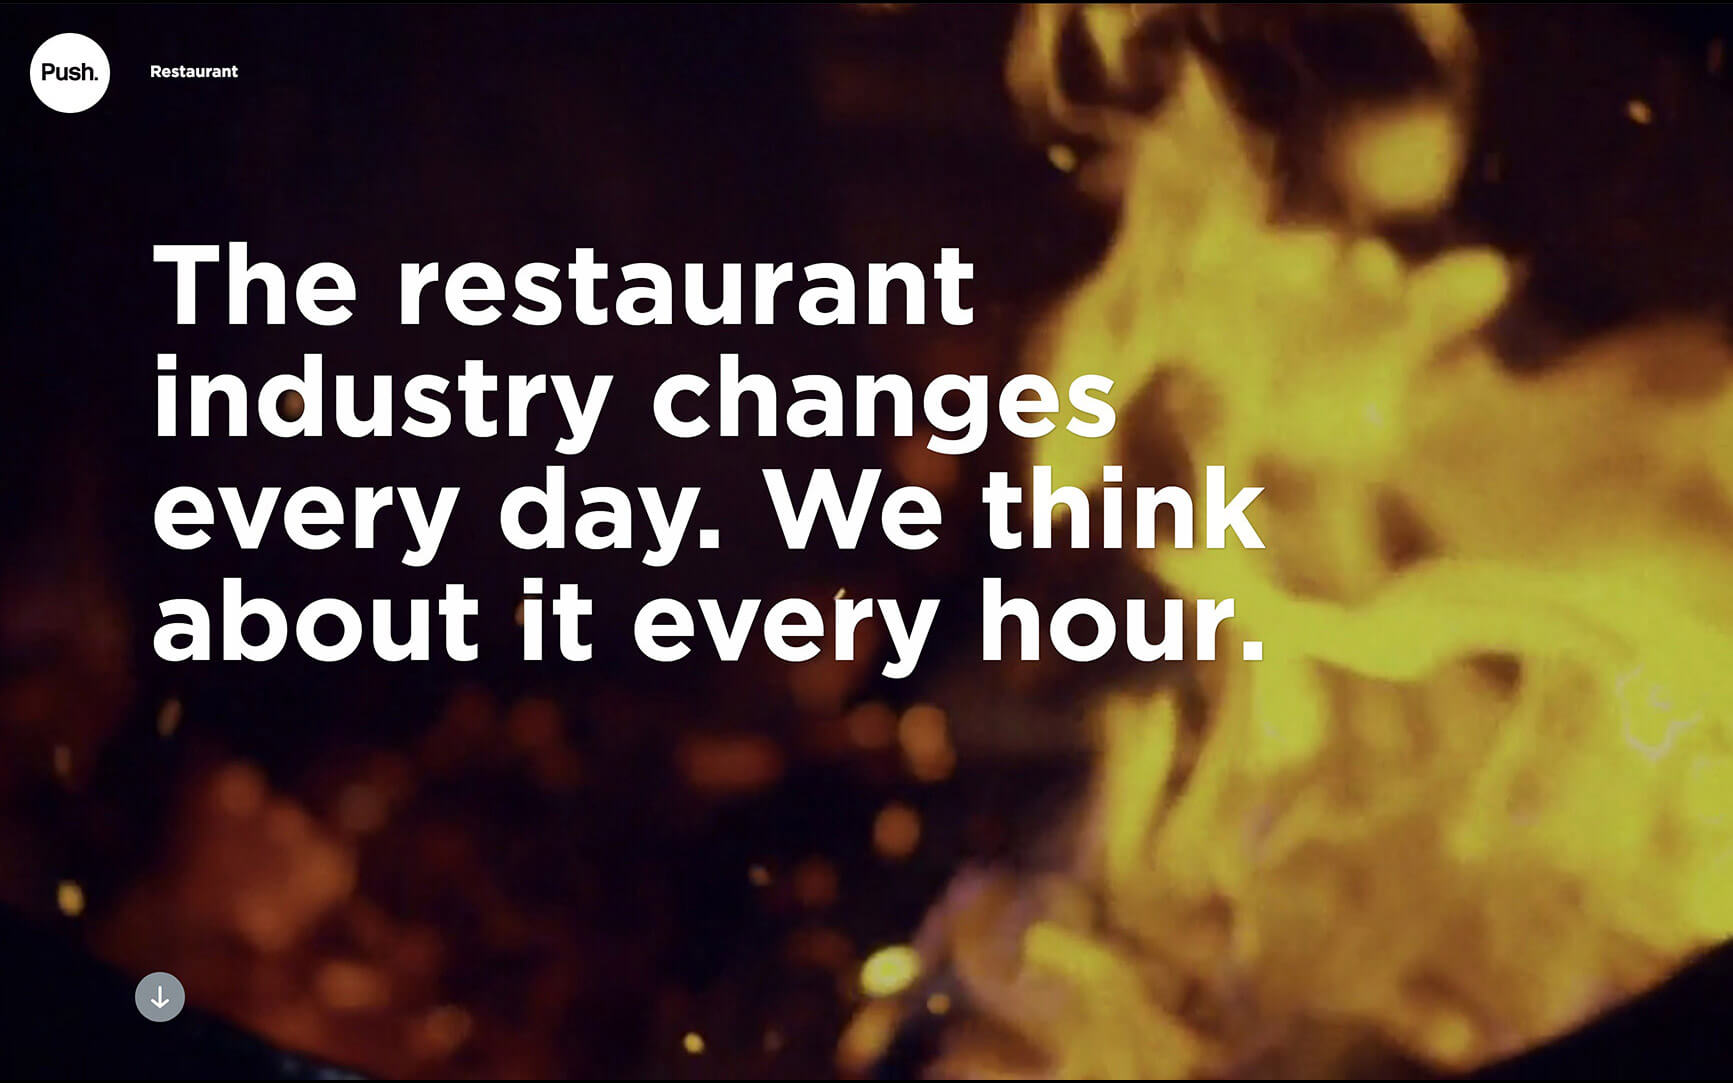 Push.
Restaurant
The restaurant
industry changes
every day. We think
about it every hour.